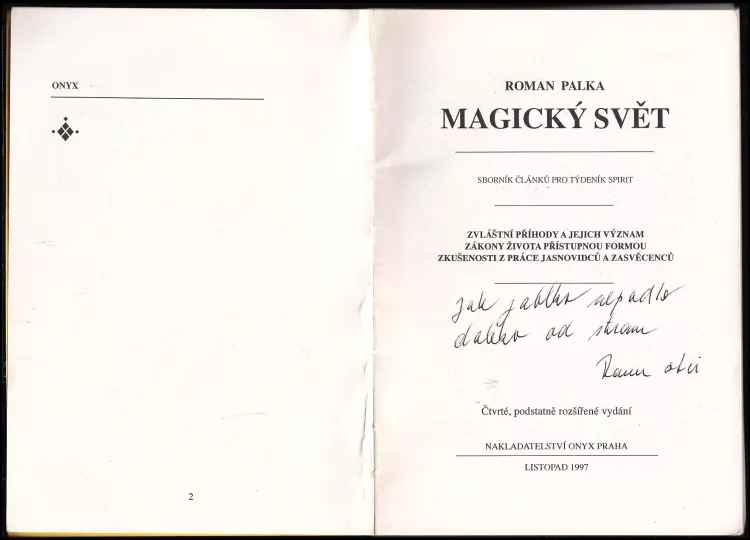 ONYX
2
ROMAN PALKA
MAGICKÝ SVĚT
SBORNÍK ČLÁNKŮ PRO TÝDENÍK SPIRIT
ZVLÁŠTNÍ PŘÍHODY A JEJICH VÝZNAM
ZÁKONY ŽIVOTA PŘÍSTUPNOU FORMOU
ZKUŠENOSTI Z PRÁCE JASNOVIDCŮ A ZASVĚCENCŮ
Jak jablko nepadlo
daleko od
Čtvrté, podstatně rozšířené vydání
NAKLADATELSTVÍ ONYX PRAHA
LISTOPAD 1997